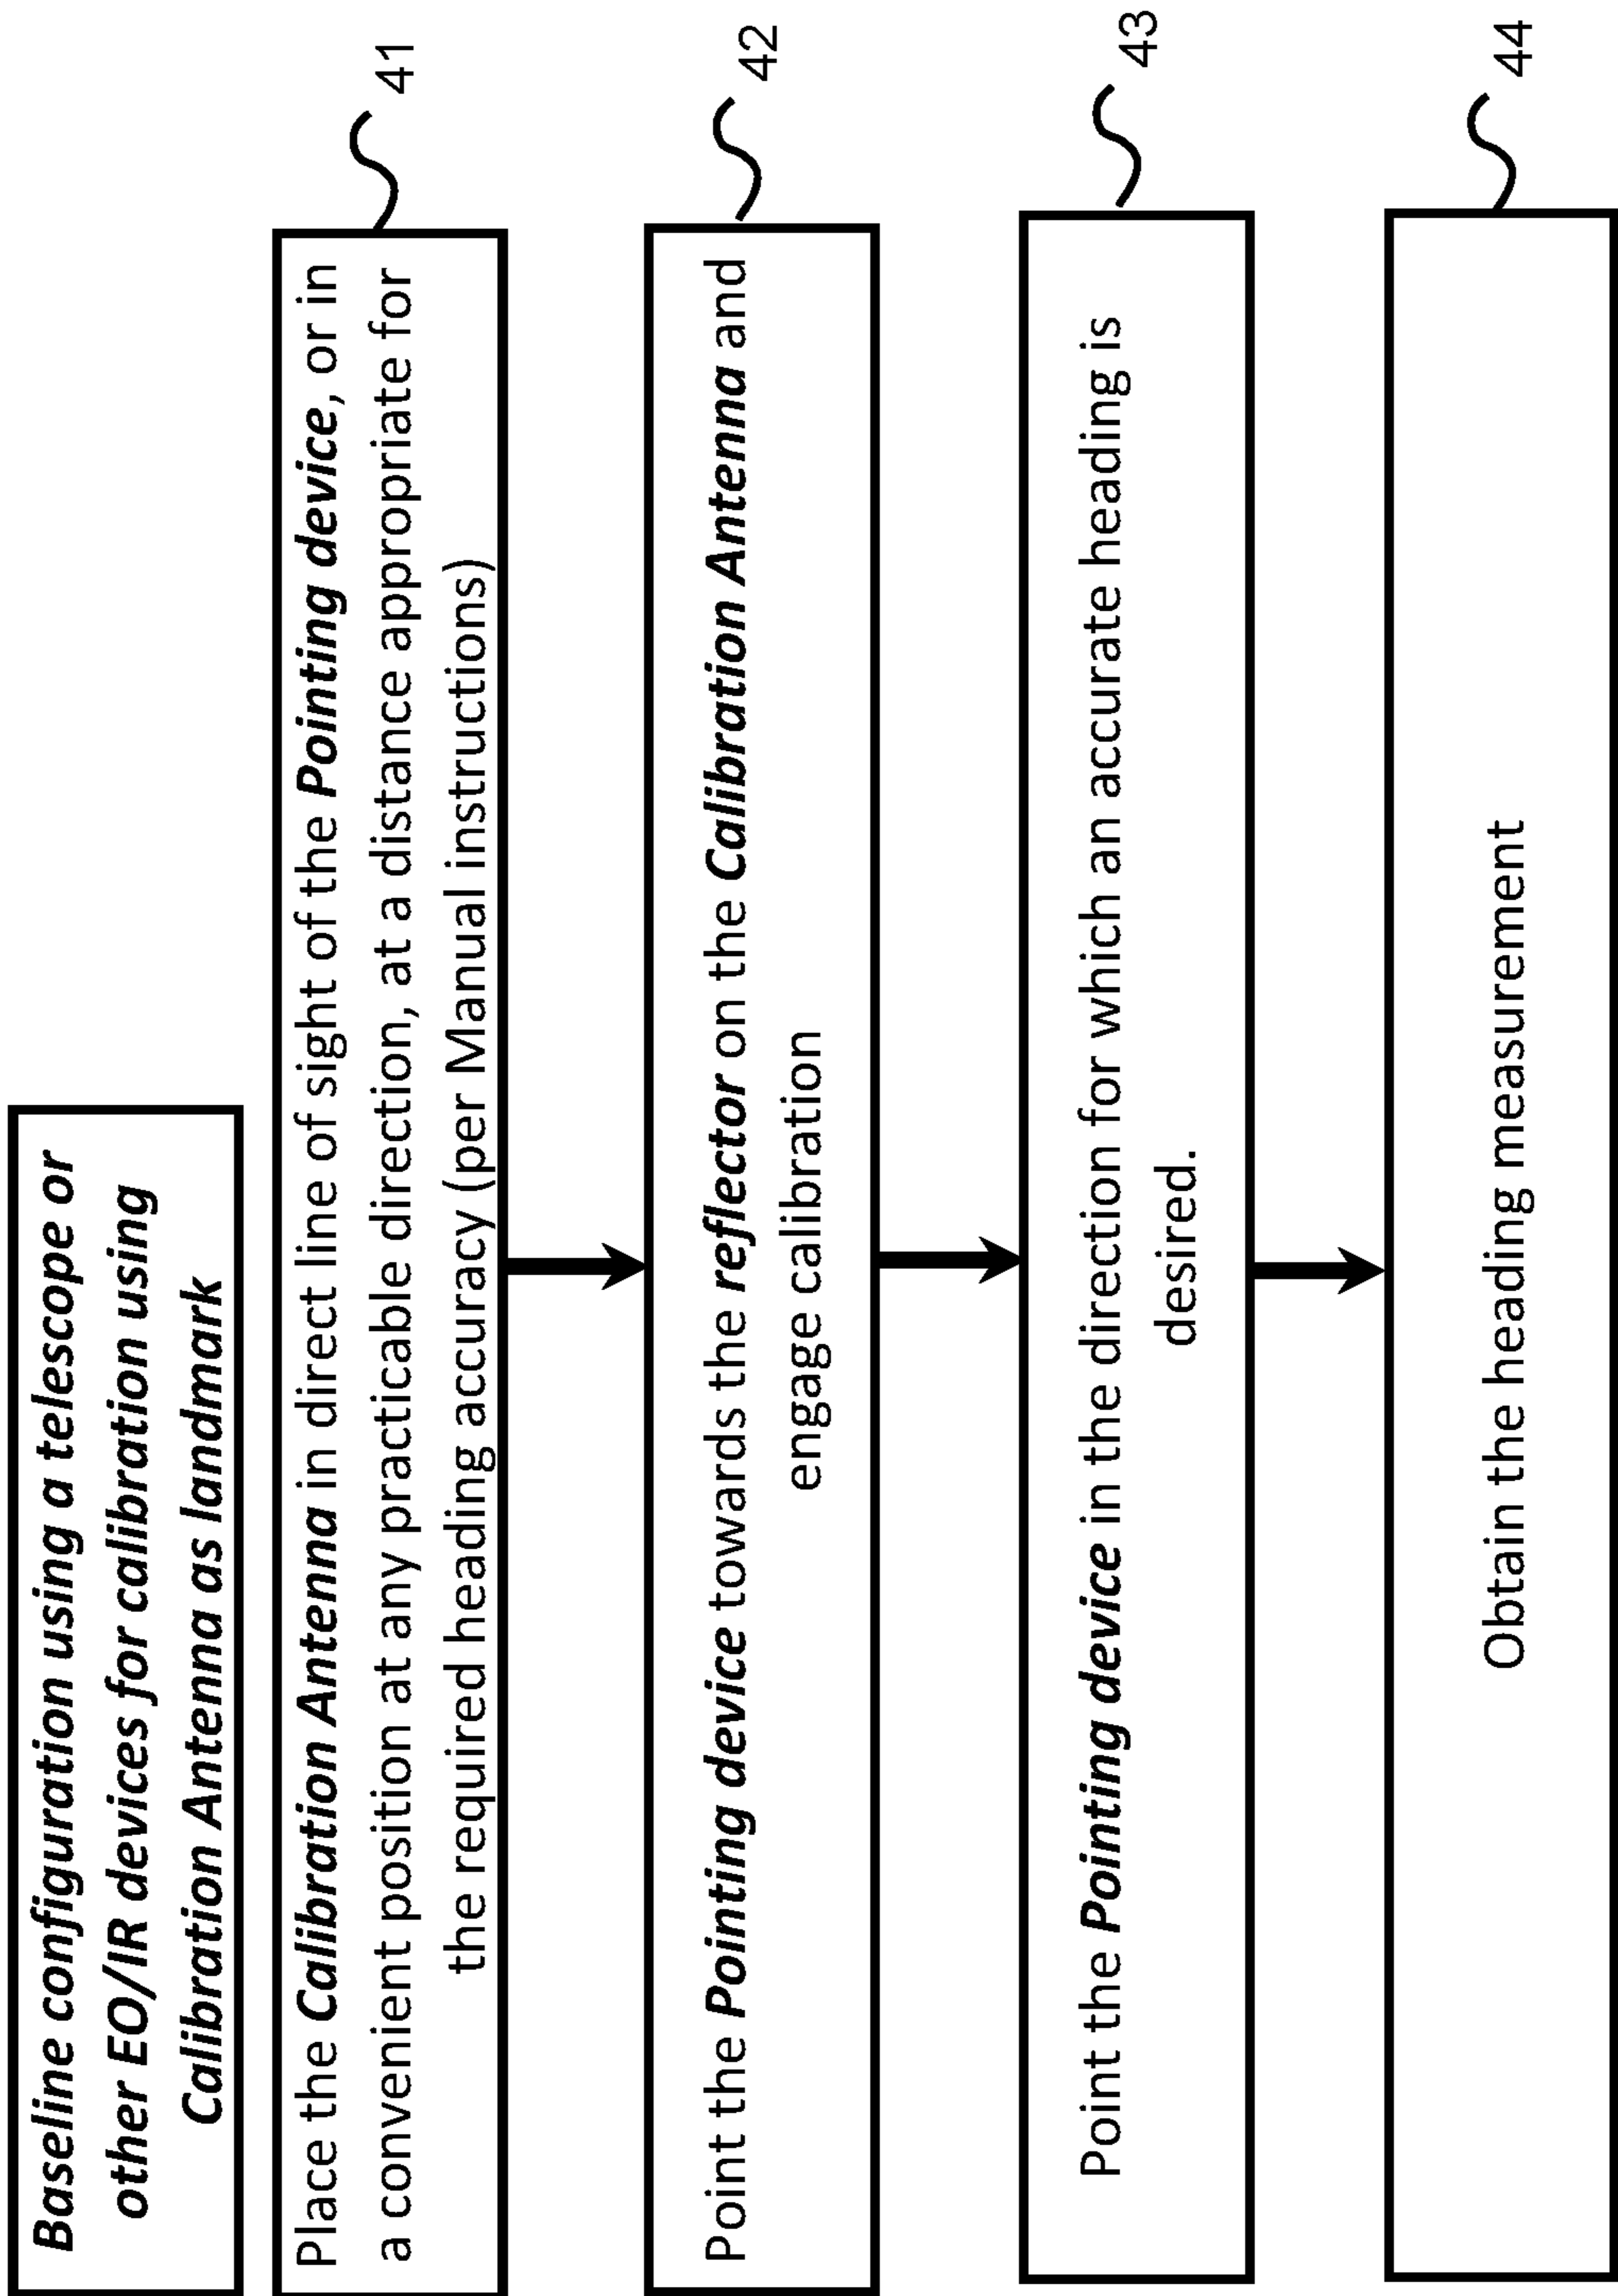 Baseline configuration using a telescope or
other EO/IR devices for calibration using
Calibration Antenna as landmark
Place the Calibration Antenna in direct line of sight of the Pointing device, or in
a convenient position at any practicable direction, at a distance appropriate for
the required heading accuracy (per Manual instructions)
41
Point the Pointing device towards the reflector on the Calibration Antenna and
engage calibration
42
Point the Pointing device in the direction for which an accurate heading is
desired.
43
Obtain the heading measurement
44